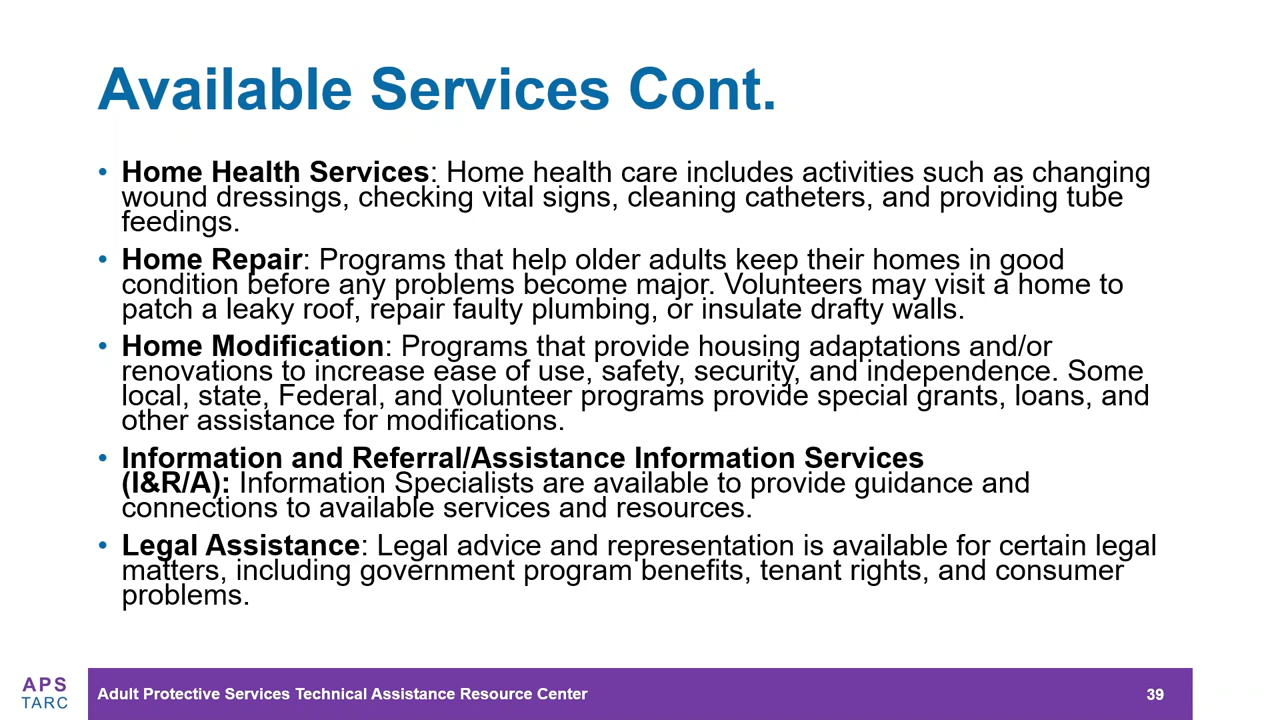 Available Services Cont.
• Home Health Services: Home health care includes activities such as changing
wound dressings, checking vital signs, cleaning catheters, and providing tube
feedings.
• Home Repair: Programs that help older adults keep their homes in good
condition before any problems become major. Volunteers may visit a home to
patch a leaky roof, repair faulty plumbing, or insulate drafty walls.
• Home Modification: Programs that provide housing adaptations and/or
renovations to increase ease of use, safety, security, and independence. Some
local, state, Federal, and volunteer programs provide special grants, loans, and
other assistance for modifications.
• Information and Referral/Assistance Information Services
(I&R/A): Information Specialists are available to provide guidance and
connections to available services and resources.
• Legal Assistance: Legal advice and representation is available for certain legal
matters, including government program benefits, tenant rights, and consumer
problems.
APS
TARC
Adult Protective Services Technical Assistance Resource Center
39